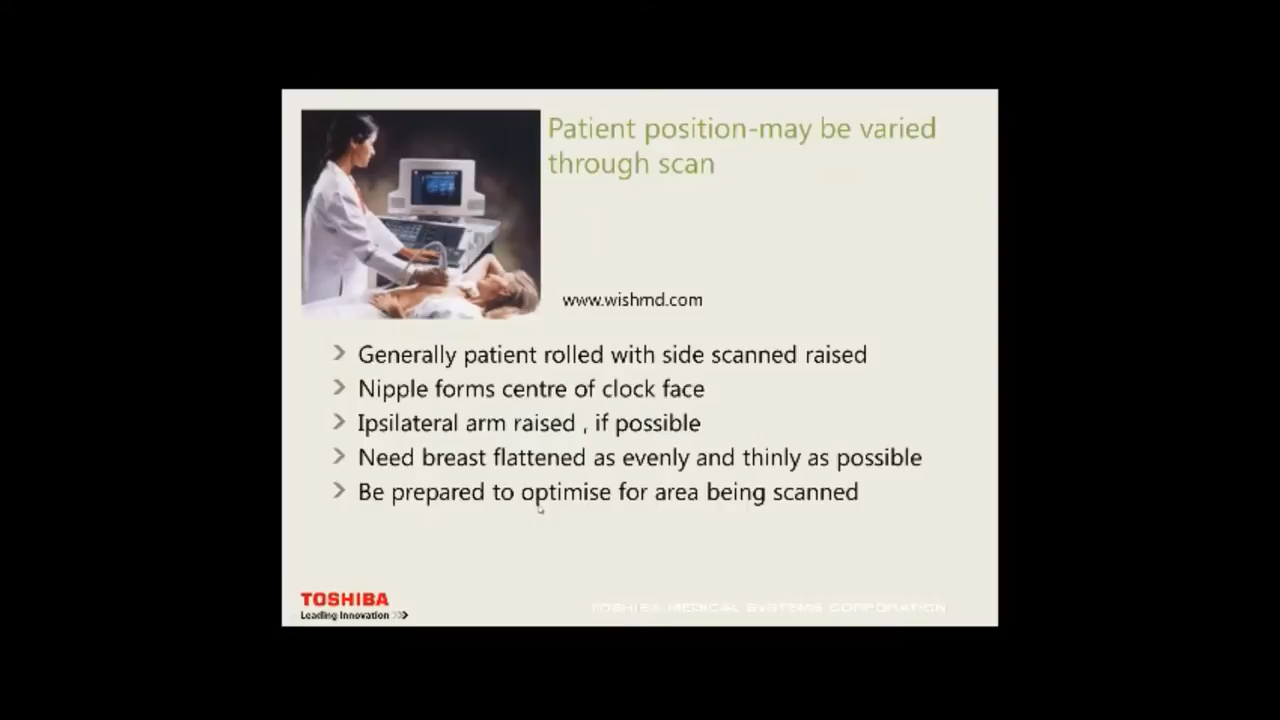 Patient position-may be varied
through scan
www.wishmd.com
Generally patient rolled with side scanned raised
Nipple forms centre of clock face
Ipsilateral arm raised , if possible
Need breast flattened as evenly and thinly as possible
Be prepared to optimise for area being scanned
TOSHIBA
Leading Innovation >>>
TOSHIBA MEDICAL SYSTEMS CORPORATION